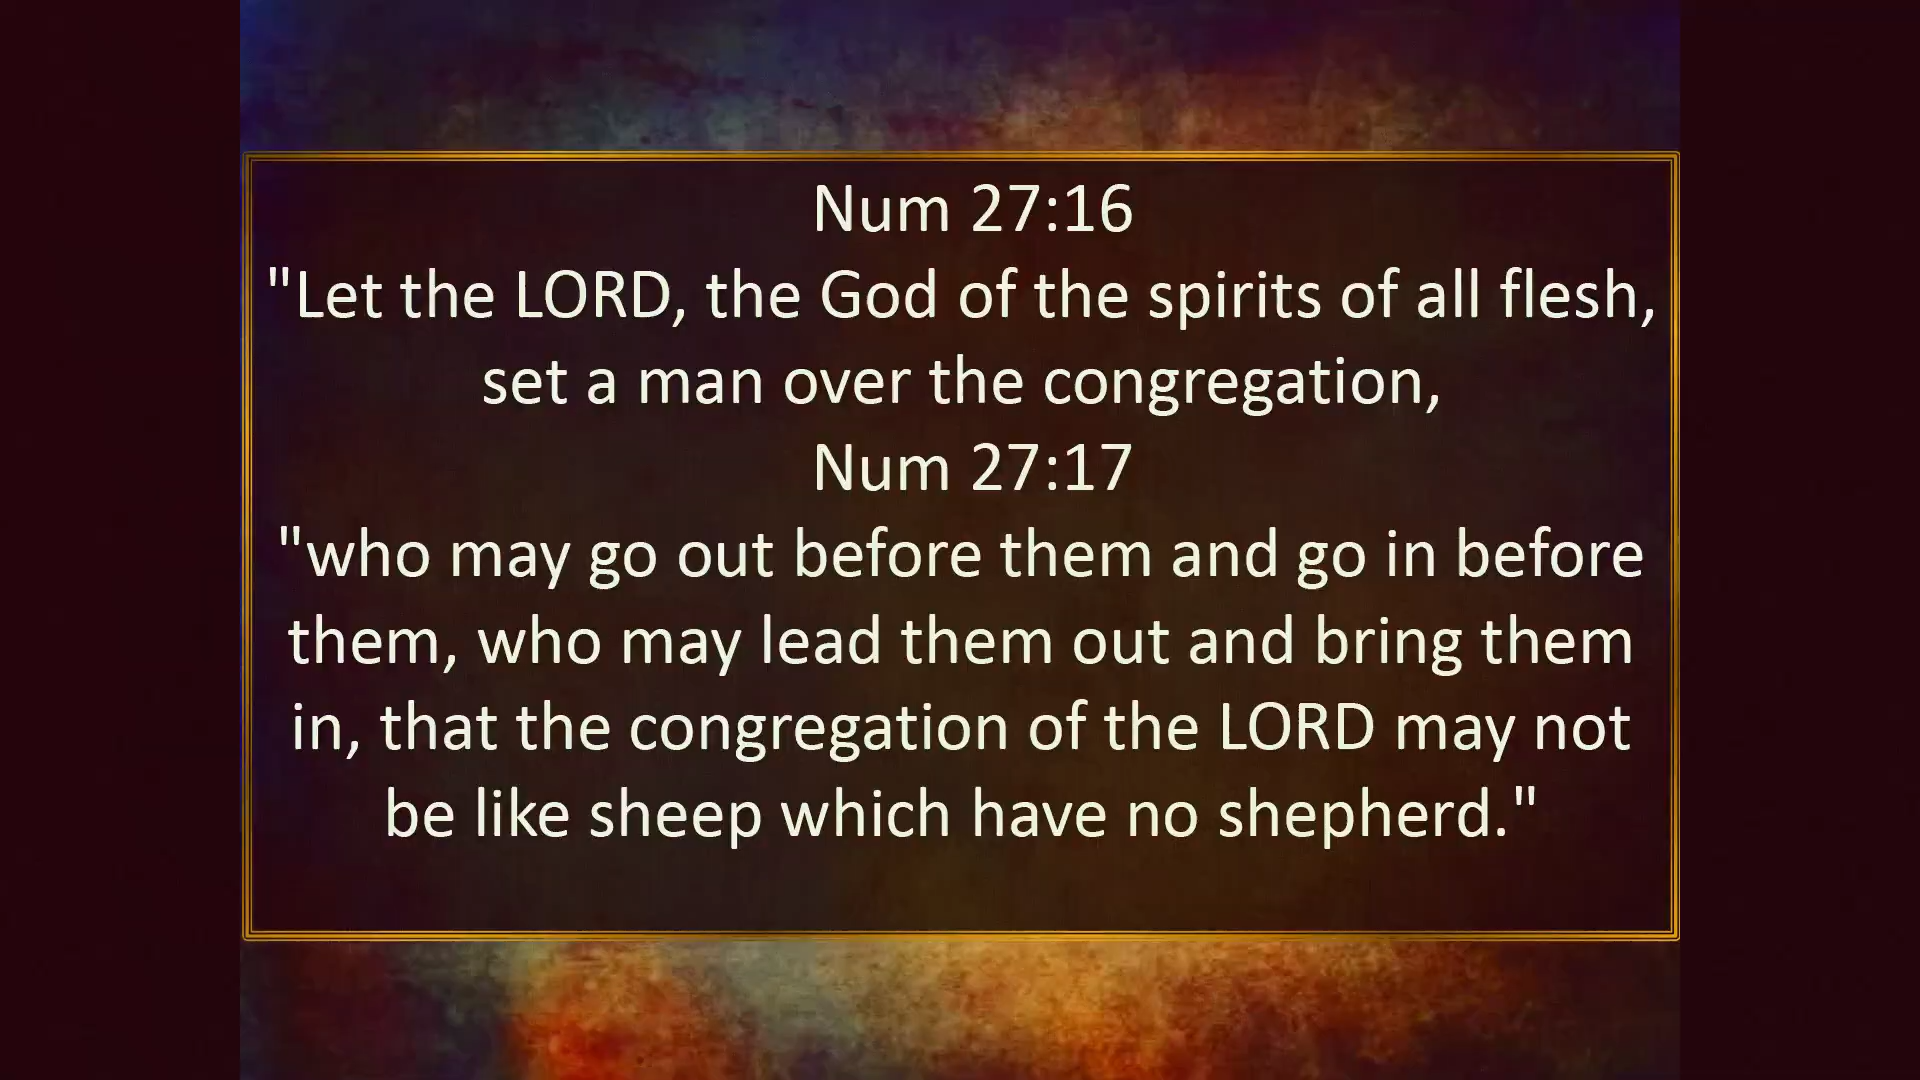 Num 27:16
"Let the LORD, the God of the spirits of all flesh,
set a man over the congregation,
Num 27:17
"who may go out before them and go in before
them, who may lead them out and bring them
in, that the congregation of the LORD may not
be like sheep which have no shepherd."